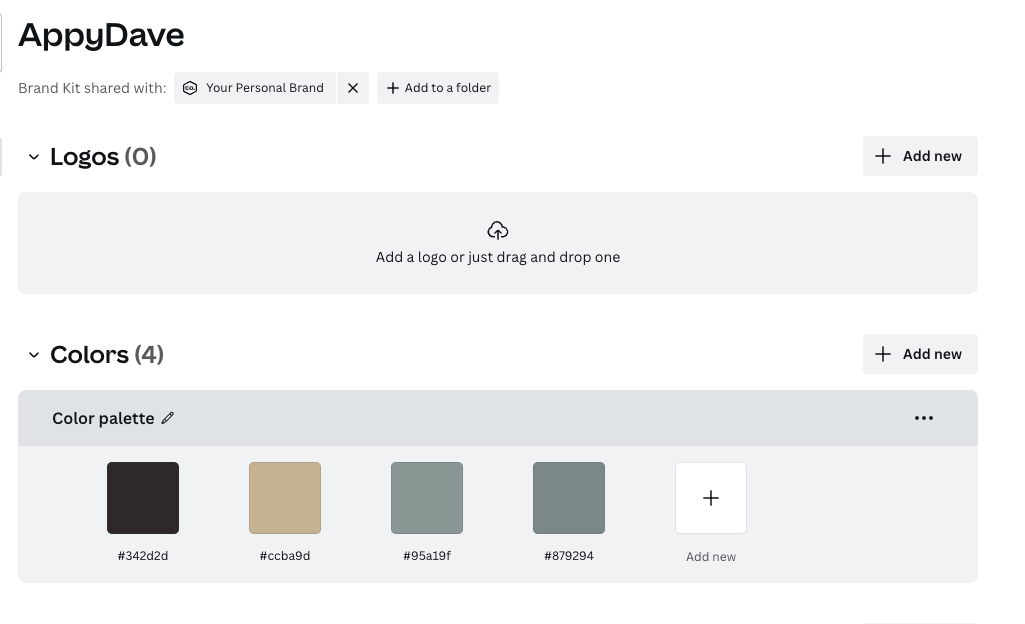 AppyDave
Brand Kit shared with: CO. Your Personal Brand Add to a folder
Logos (0) Add new
Add a logo or just drag and drop one
Colors (4) Add new
Color palette
#342d2d #ccba9d #95a19f #879294 Add new